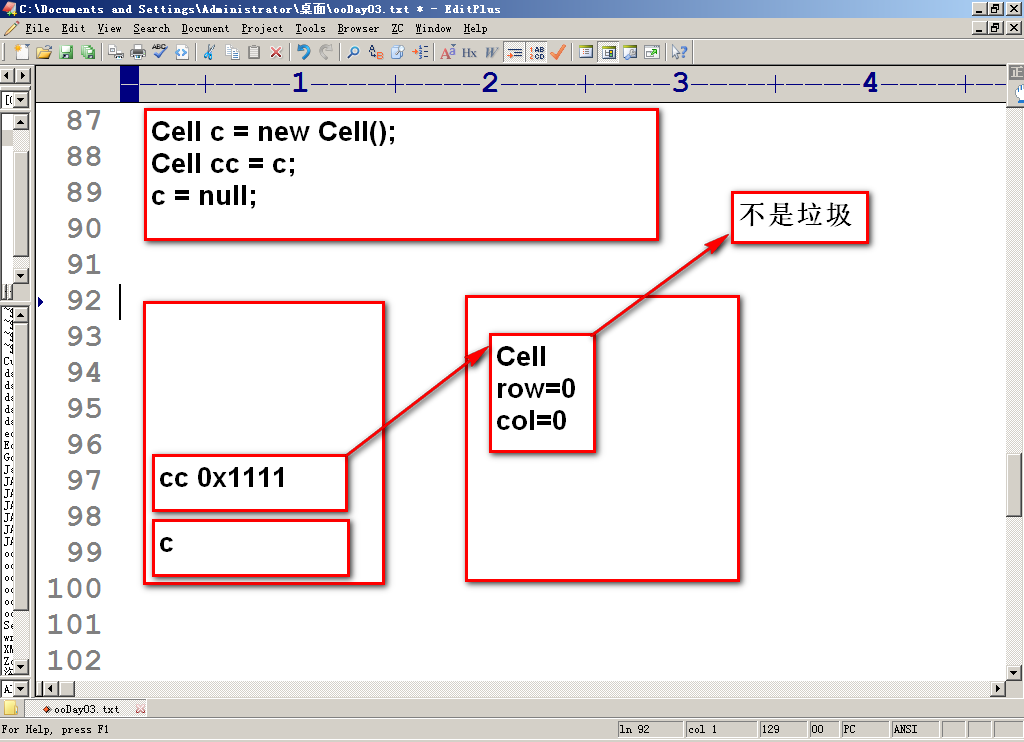 C:\Documents and Settings\Administrator\桌面\ooDay03.txt * - EditPlus
File Edit View Search Document Project Tools Browser ZC Window Help
1 2 3 4
87
88
89
90
91
92
93
94
95
96
97
98
99
100
101
102
Cell c = new Cell();
Cell cc = c;
c = null;
不是垃圾
Cell
row=0
col=0
cc 0x1111
c
ooDay03.txt
For Help, press F1
ln 92
col 1
129
00
PC
ANSI